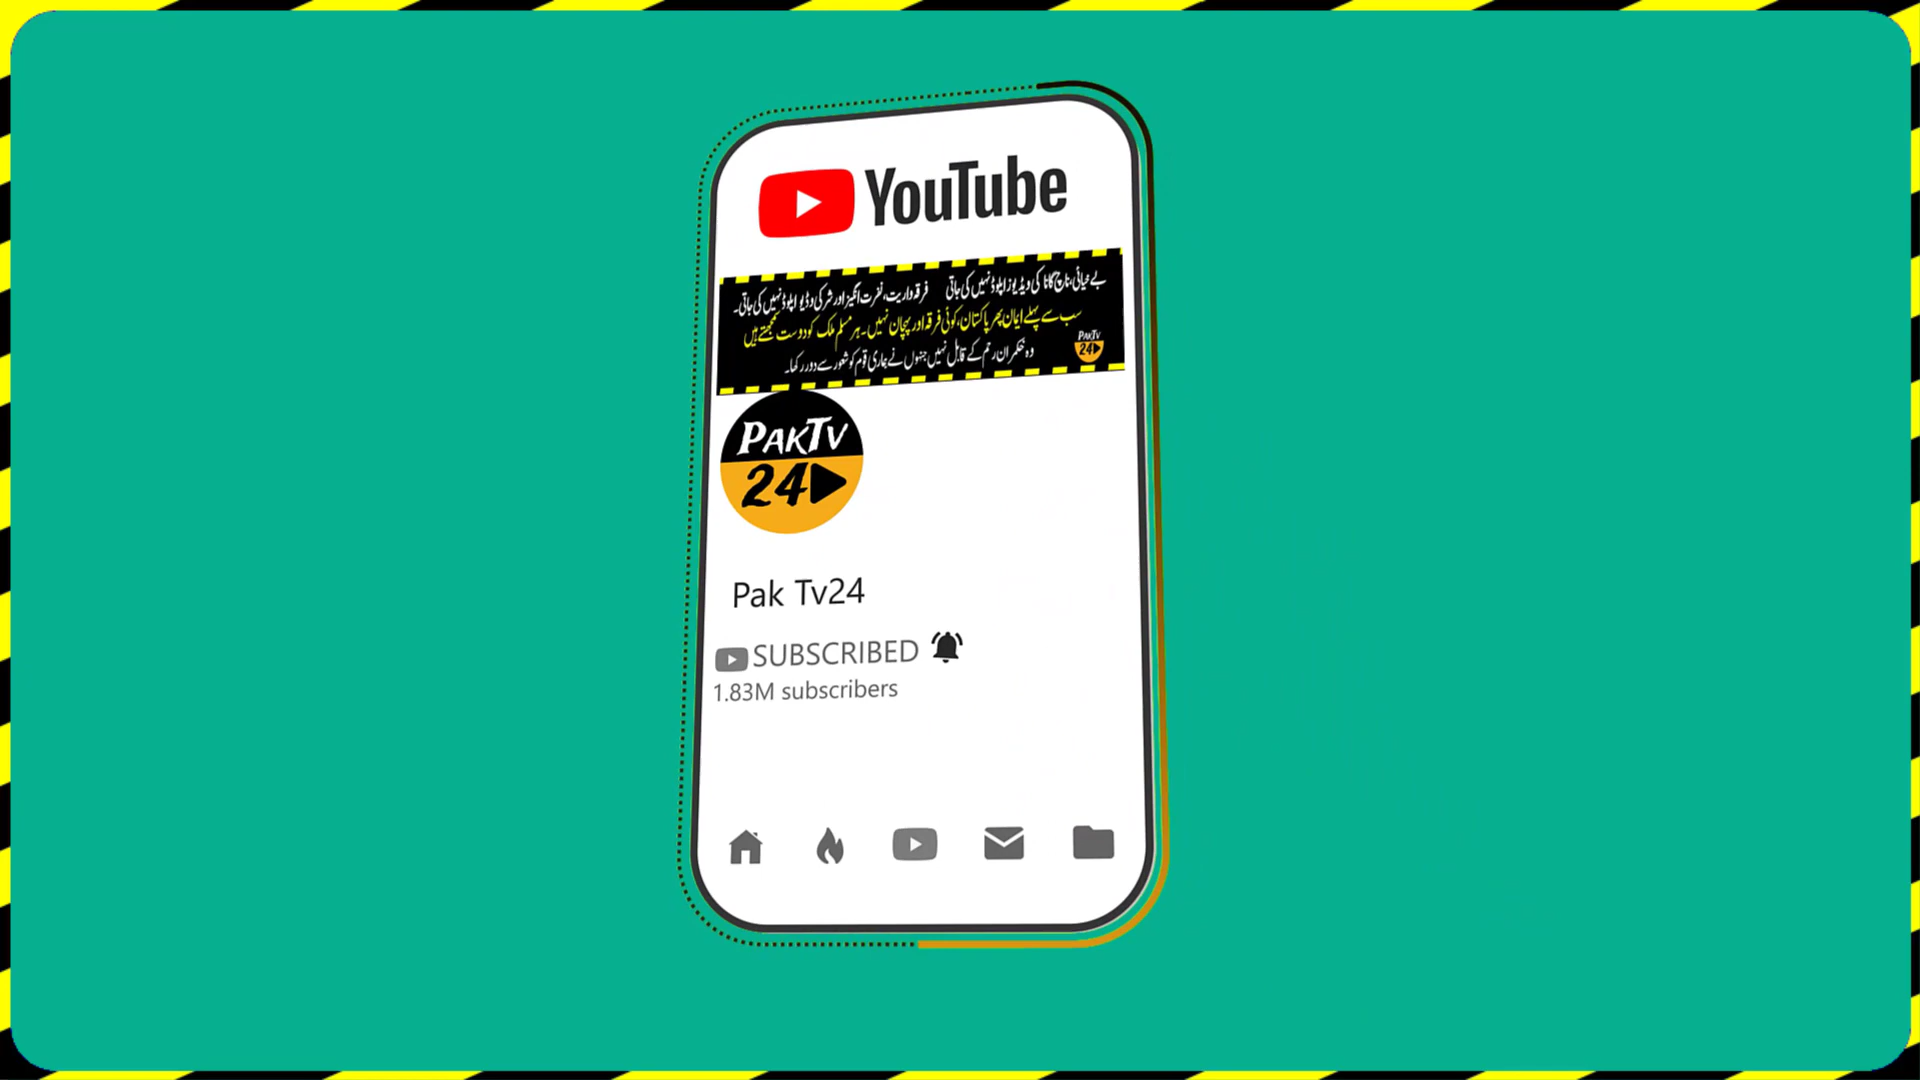 YouTube
بے حیائی، ناچ گانا کی ویڈیوز اپلوڈ نہیں کی جاتی فرقہ واریت، نفرت انگیز اور شر کی وڈیو اپلوڈ نہیں کی جاتی۔
سب سے پہلے ایمان پھر پاکستان، کوئی فرقہ اور پہچان نہیں۔ ہر مسلم ملک کو دوست سمجھتے ہیں
وہ حکمران رحم کے قابل نہیں جنہوں نے ہماری قوم کو شعور سے دور رکھا۔
PAKTV
24
PAKTV
24
Pak Tv24
SUBSCRIBED
1.83M subscribers